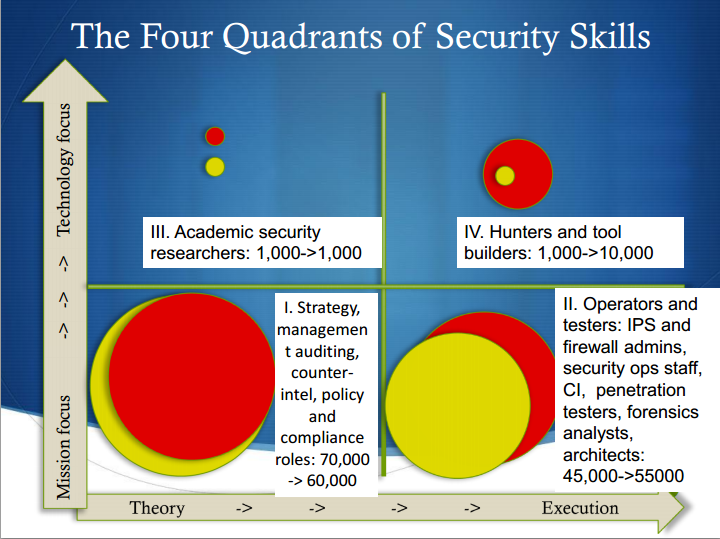 The Four Quadrants of Security Skills
Technology focus
-> -> ->
Mission focus
III. Academic security
researchers: 1,000->1,000
IV. Hunters and tool
builders: 1,000->10,000
I. Strategy,
managemen
t auditing,
counter-
intel, policy
and
compliance
roles: 70,000
-> 60,000
II. Operators and
testers: IPS and
firewall admins,
security ops staff,
CI, penetration
testers, forensics
analysts,
architects:
45,000->55000
Theory -> -> -> -> Execution